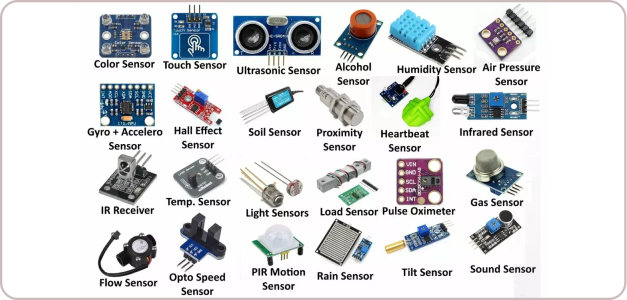 Color Sensor
Touch Sensor
Ultrasonic Sensor
Alcohol
Sensor
Humidity Sensor
Air Pressure
Sensor
Gyro + Accelero
Sensor
Hall Effect
Sensor
Soil Sensor
Proximity
Sensor
Heartbeat
Sensor
Infrared Sensor
IR Receiver
Temp. Sensor
Light Sensors
Load Sensor
VIN
GND
SCL
SDA
INT
Pulse Oximeter
Gas Sensor
Flow Sensor
Opto Speed
Sensor
PIR Motion
Sensor
Rain Sensor
Tilt Sensor
Sound Sensor